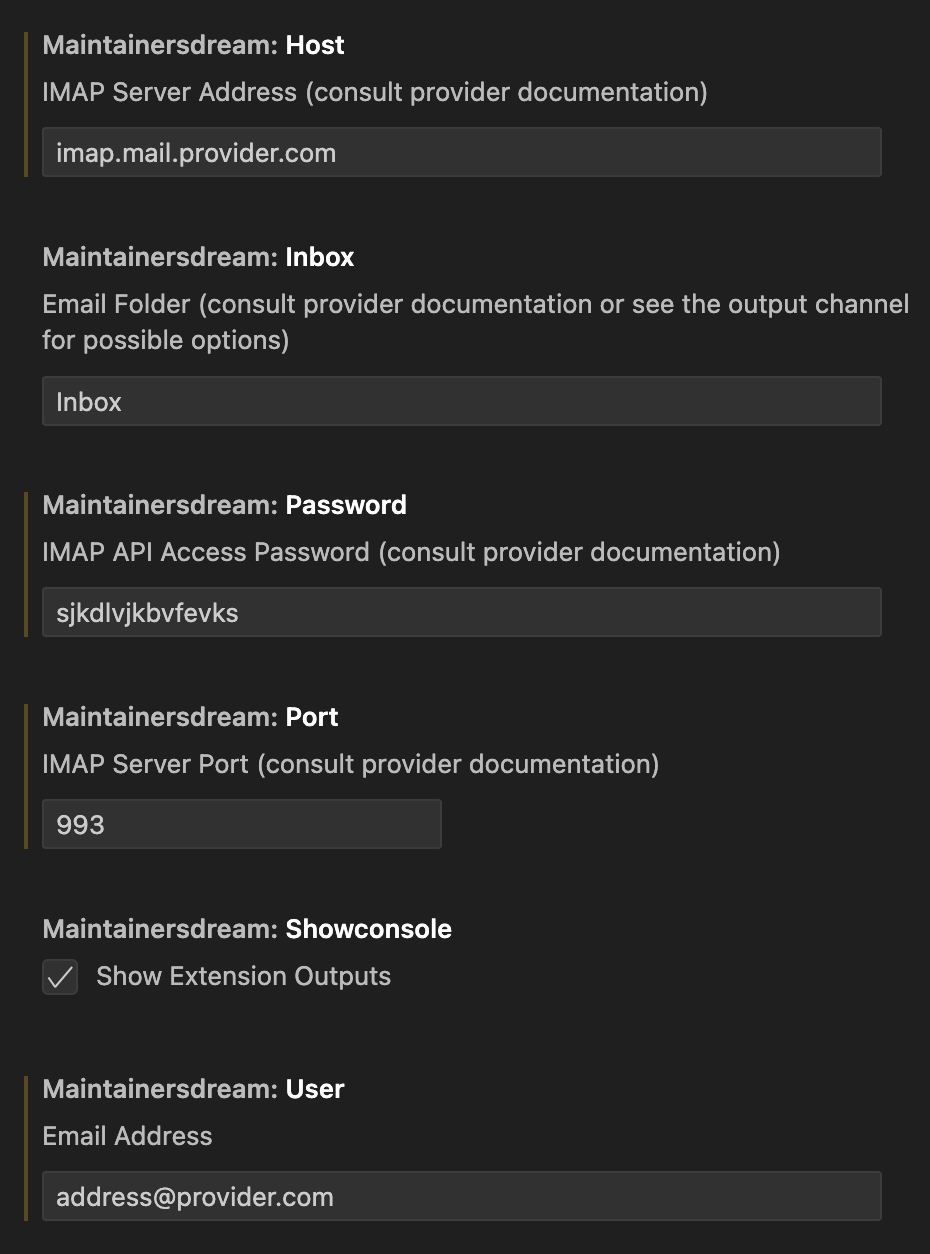 Maintainersdream: Host
IMAP Server Address (consult provider documentation)
imap.mail.provider.com
Maintainersdream: Inbox
Email Folder (consult provider documentation or see the output channel
for possible options)
Inbox
Maintainersdream: Password
IMAP API Access Password (consult provider documentation)
sjkdlvjkbvfevks
Maintainersdream: Port
IMAP Server Port (consult provider documentation)
993
Maintainersdream: Showconsole
Show Extension Outputs
Maintainersdream: User
Email Address
address@provider.com